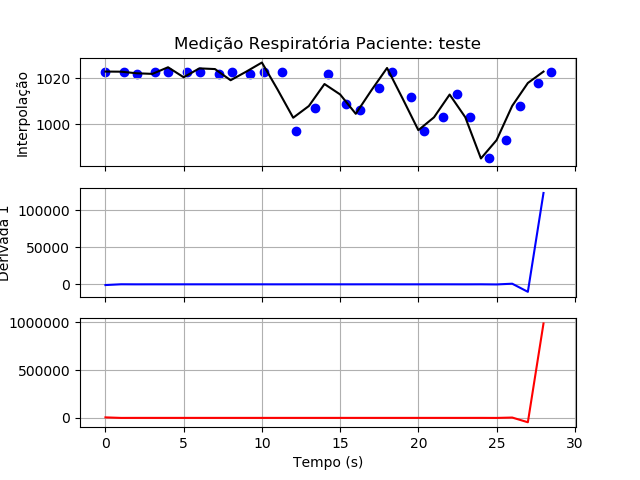 Medição Respiratória Paciente: teste
1020
1000
Interpolação
100000
50000
0
Derivada 1
1000000
500000
0
0 5 10 15 20 25 30
Tempo (s)